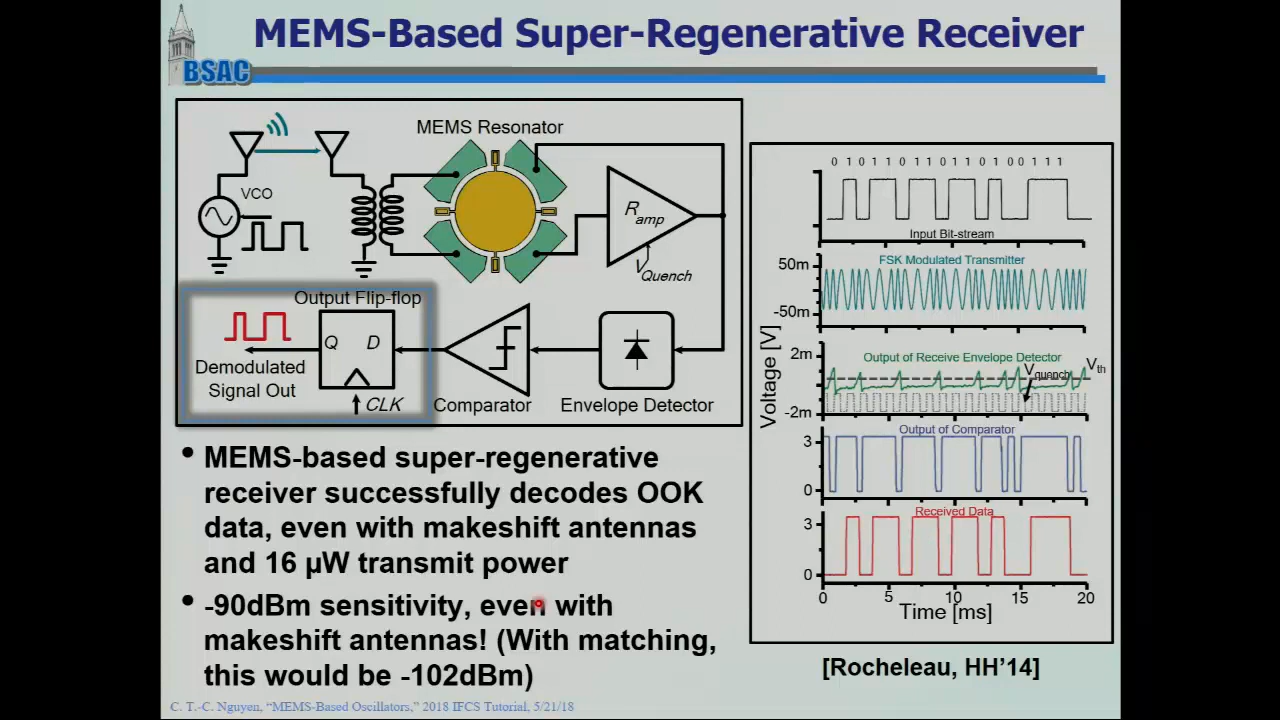 MEMS-Based Super-Regenerative Receiver
BSAC
MEMS Resonator
VCO
Ramp
VQuench
Output Flip-flop
Q D
CLK
Demodulated
Signal Out
Comparator
Envelope Detector
0 1 0 1 1 0 1 1 0 1 1 0 1 0 0 1 1 1
Input Bit-stream
FSK Modulated Transmitter
50m
-50m
Output of Receive Envelope Detector
2m
-2m
Vquench
Vth
Output of Comparator
3
0
Received Data
3
0
Voltage [V]
0 5 10 15 20
Time [ms]
[Rocheleau, HH'14]
• MEMS-based super-regenerative
receiver successfully decodes OOK
data, even with makeshift antennas
and 16 µW transmit power
• -90dBm sensitivity, even with
makeshift antennas! (With matching,
this would be -102dBm)
C. T.-C. Nguyen, "MEMS-Based Oscillators," 2018 IFCS Tutorial, 5/21/18